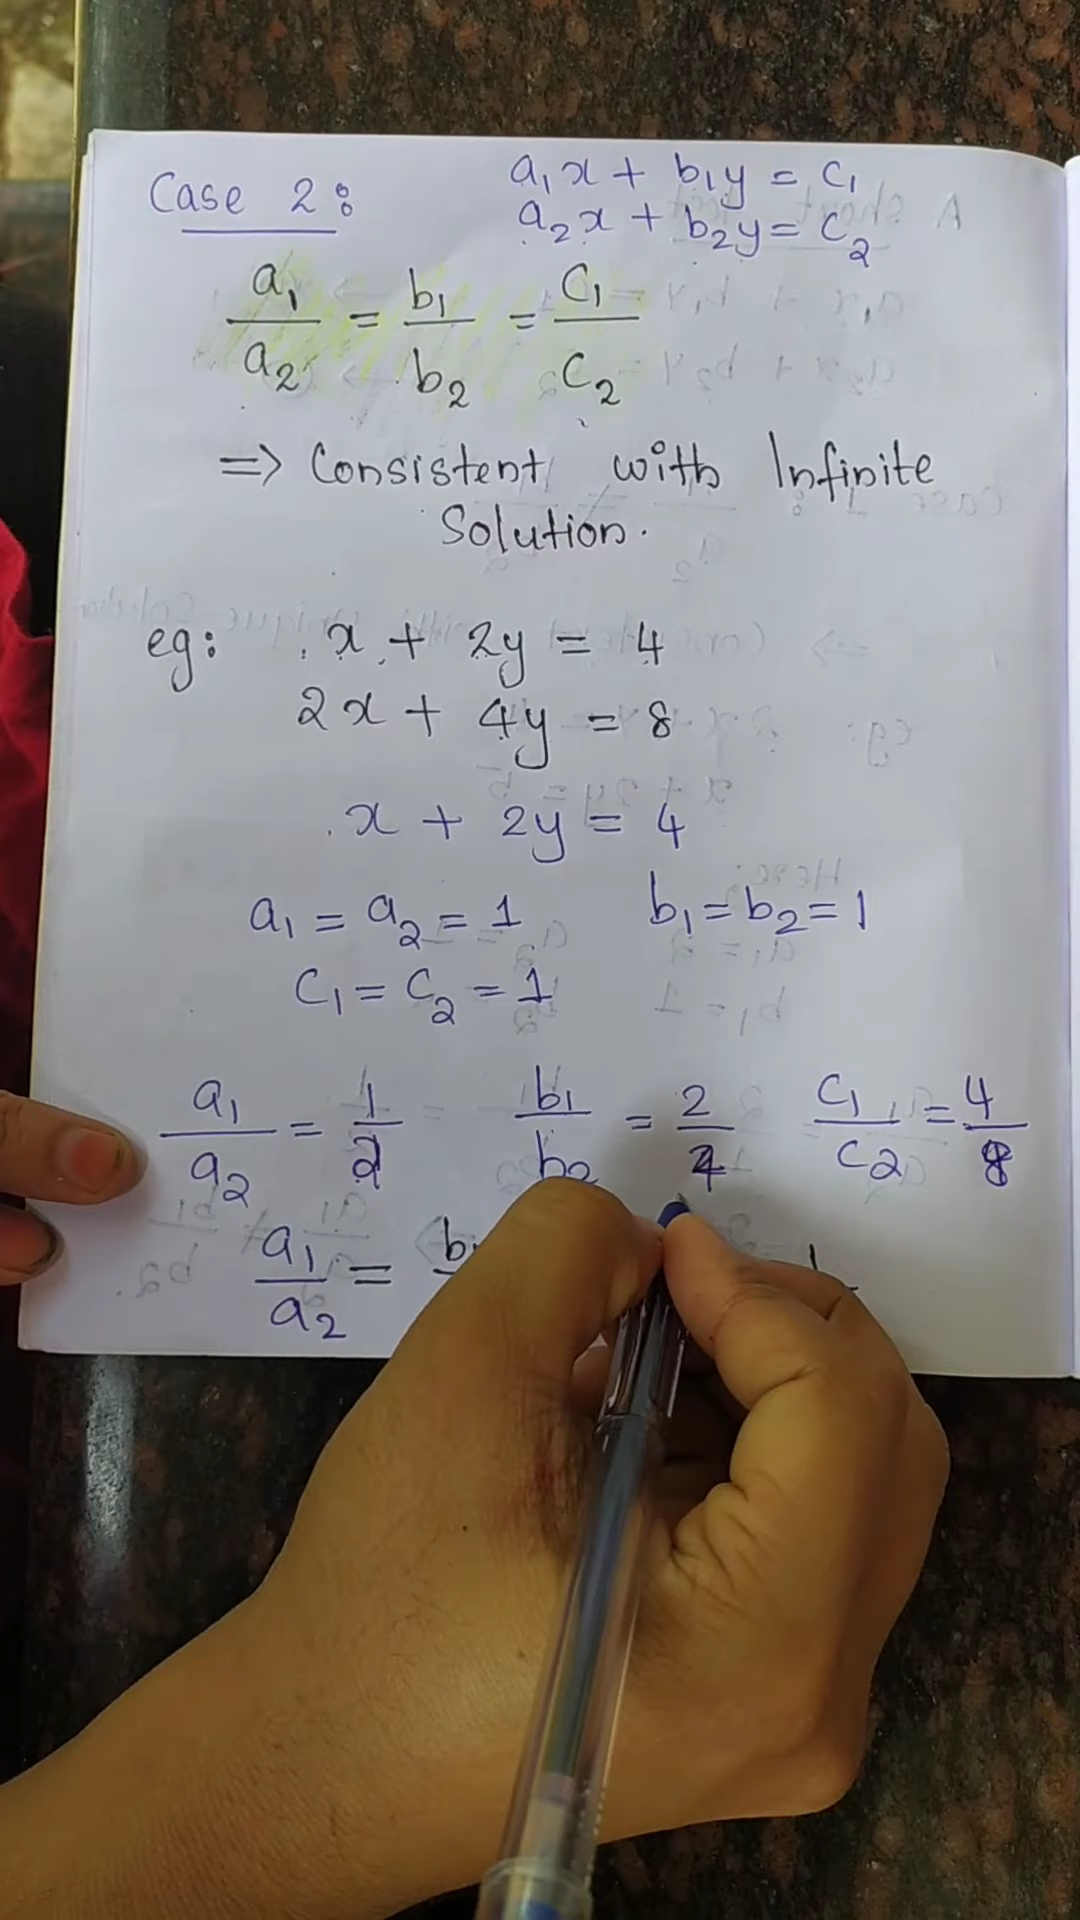 Case 2:
a₁x + b₁y = c₁
a₂x + b₂y = c₂
a₁/a₂ = b₁/b₂ = c₁/c₂
=> Consistent with Infinite
Solution.
eg: x + 2y = 4
2x + 4y = 8
x + 2y = 4
a₁ = a₂ = 1 b₁ = b₂ = 1
c₁ = c₂ = 1
a₁/a₂ = 1/2 b₁/b₂ = 2/4 c₁/c₂ = 4/8
a₁/a₂ =